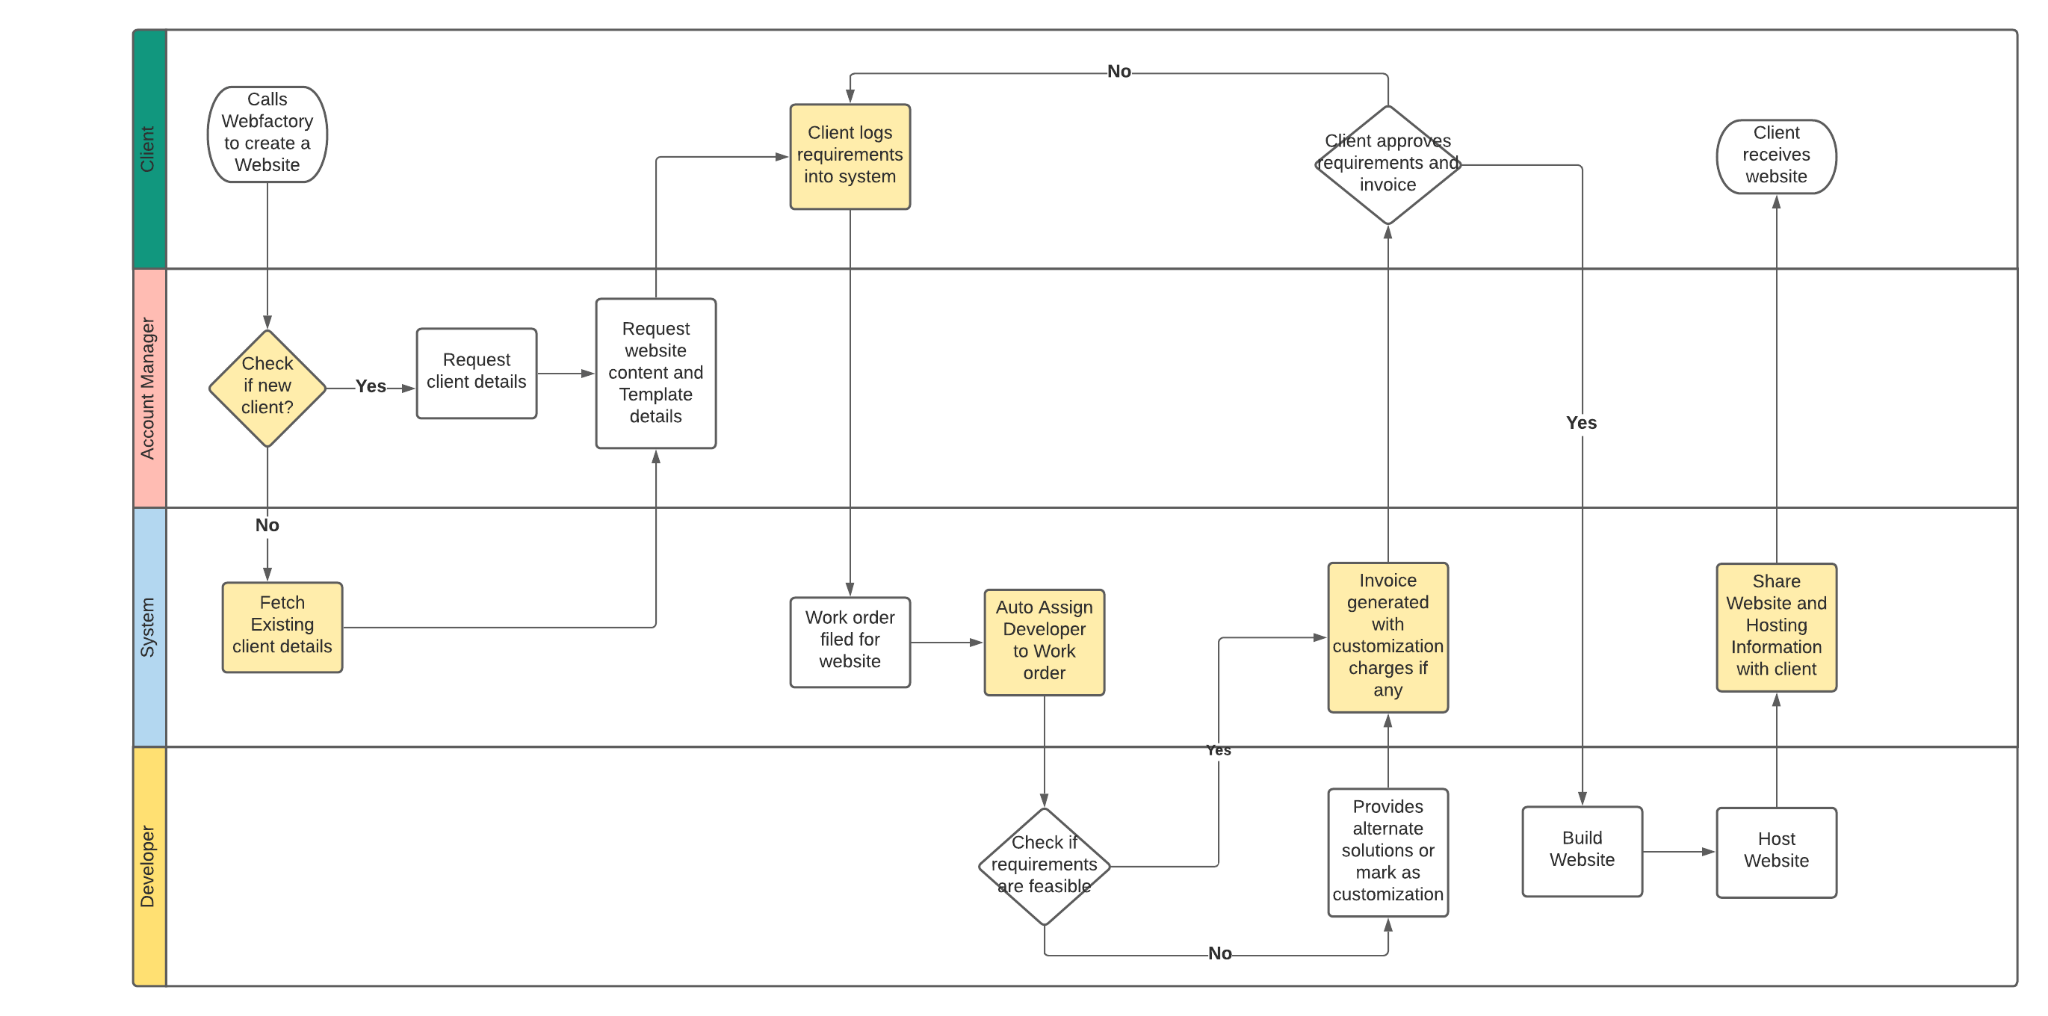 Client
Calls
Webfactory
to create a
Website
Client logs
requirements
into system
No
Client approves
requirements and
invoice
Client
receives
website
Account Manager
Check
if new
client?
Yes
Request
client details
Request
website
content and
Template
details
Yes
System
No
Fetch
Existing
client details
Work order
filed for
website
Auto Assign
Developer
to Work
order
Invoice
generated
with
customization
charges if
any
Share
Website and
Hosting
Information
with client
Developer
Check if
requirements
are feasible
Yes
No
Provides
alternate
solutions or
mark as
customization
Build
Website
Host
Website